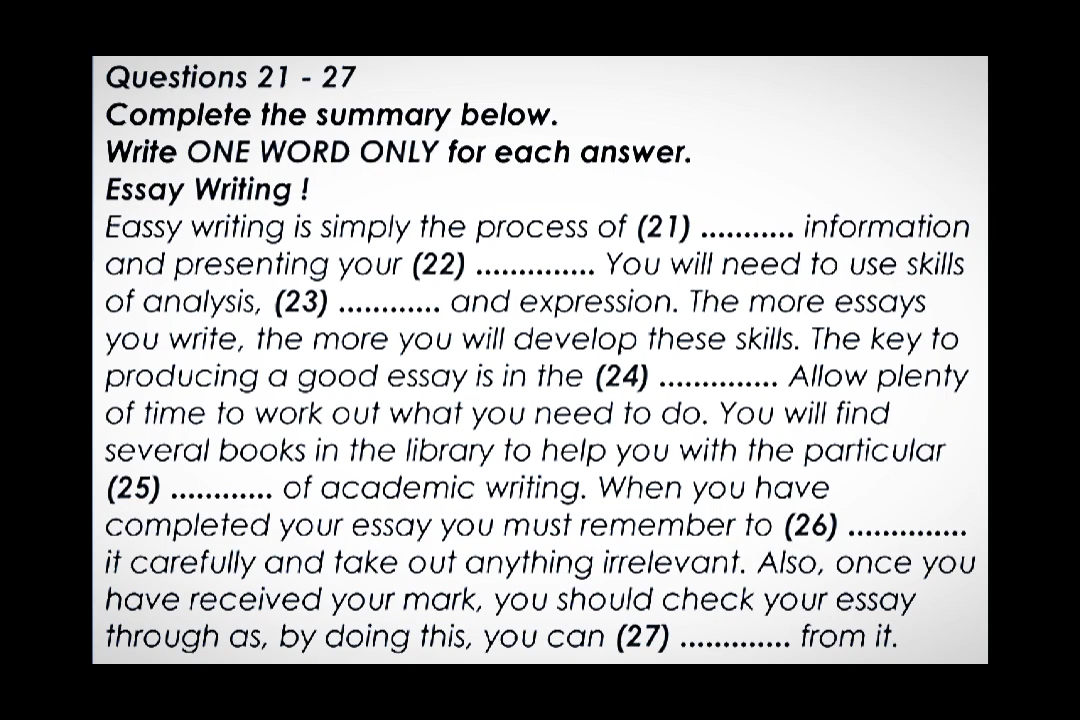 Questions 21 - 27
Complete the summary below.
Write ONE WORD ONLY for each answer.
Essay Writing !
Eassy writing is simply the process of (21) ........... information
and presenting your (22) .............. You will need to use skills
of analysis, (23) ............ and expression. The more essays
you write, the more you will develop these skills. The key to
producing a good essay is in the (24) .............. Allow plenty
of time to work out what you need to do. You will find
several books in the library to help you with the particular
(25) ............ of academic writing. When you have
completed your essay you must remember to (26) ..............
it carefully and take out anything irrelevant. Also, once you
have received your mark, you should check your essay
through as, by doing this, you can (27) ............. from it.